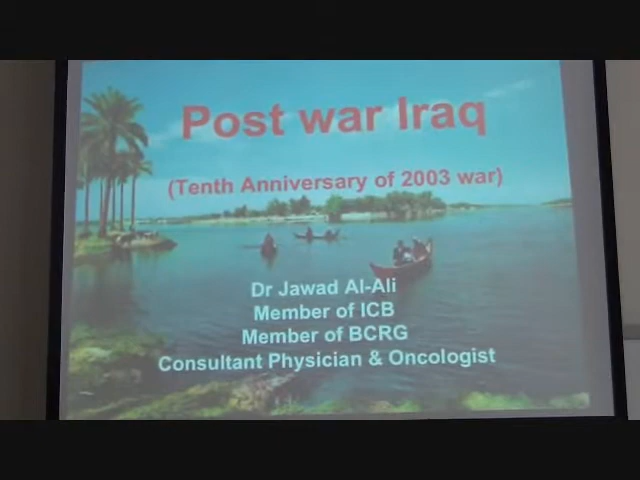 Post war Iraq
(Tenth Anniversary of 2003 war)
Dr Jawad Al-Ali
Member of ICB
Member of BCRG
Consultant Physician & Oncologist